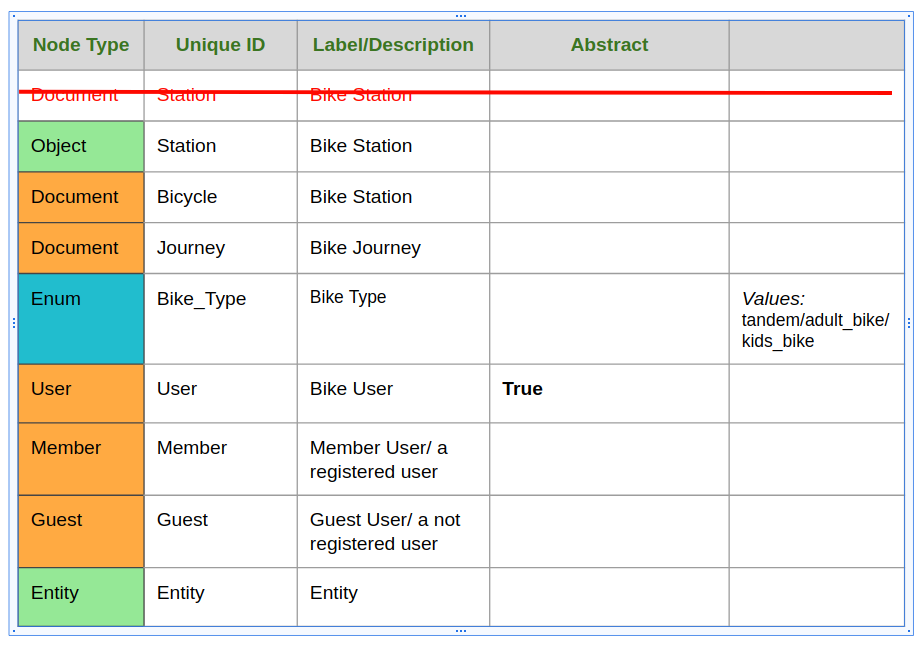 Node Type Unique ID Label/Description Abstract
Document Station Bike Station
Object Station Bike Station
Document Bicycle Bike Station
Document Journey Bike Journey
Enum Bike_Type Bike Type Values:
tandem/adult_bike/
kids_bike
User User Bike User True
Member Member Member User/ a
registered user
Guest Guest Guest User/ a not
registered user
Entity Entity Entity